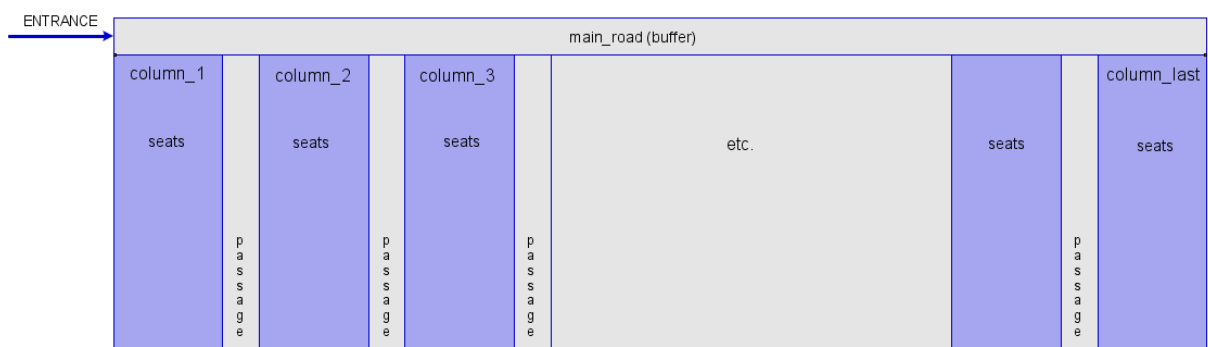 ENTRANCE
main_road (buffer)
column_1
column_2
column_3
column_last
seats
seats
seats
etc.
seats
seats
passage
passage
passage
passage